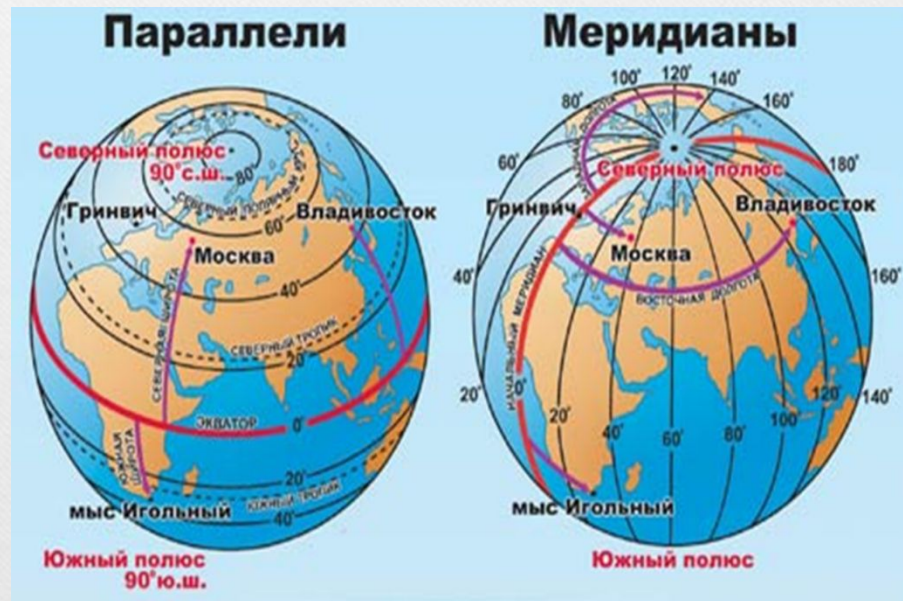 Параллели
Северный полюс
90°с.ш.
80°
СЕВЕРНЫЙ ПОЛЯРНЫЙ КРУГ
Гринвич
Владивосток
60°
Москва
СЕВЕРНАЯ ШИРОТА
40°
СЕВЕРНЫЙ ТРОПИК
20°
ЭКВАТОР
0°
ЮЖНАЯ
ШИРОТА
20°
ЮЖНЫЙ ТРОПИК
мыс Игольный
40°
Южный полюс
90°ю.ш.
Меридианы
100°
120°
140°
80°
160°
ДОЛГОТА
60°
180°
Северный полюс
Гринвич
Владивосток
Москва
40°
160°
ВОСТОЧНАЯ ДОЛГОТА
НАЧАЛЬНЫЙ МЕРИДИАН
0°
20°
140°
20°
40°
60°
80°
100°
120°
мыс Игольный
Южный полюс